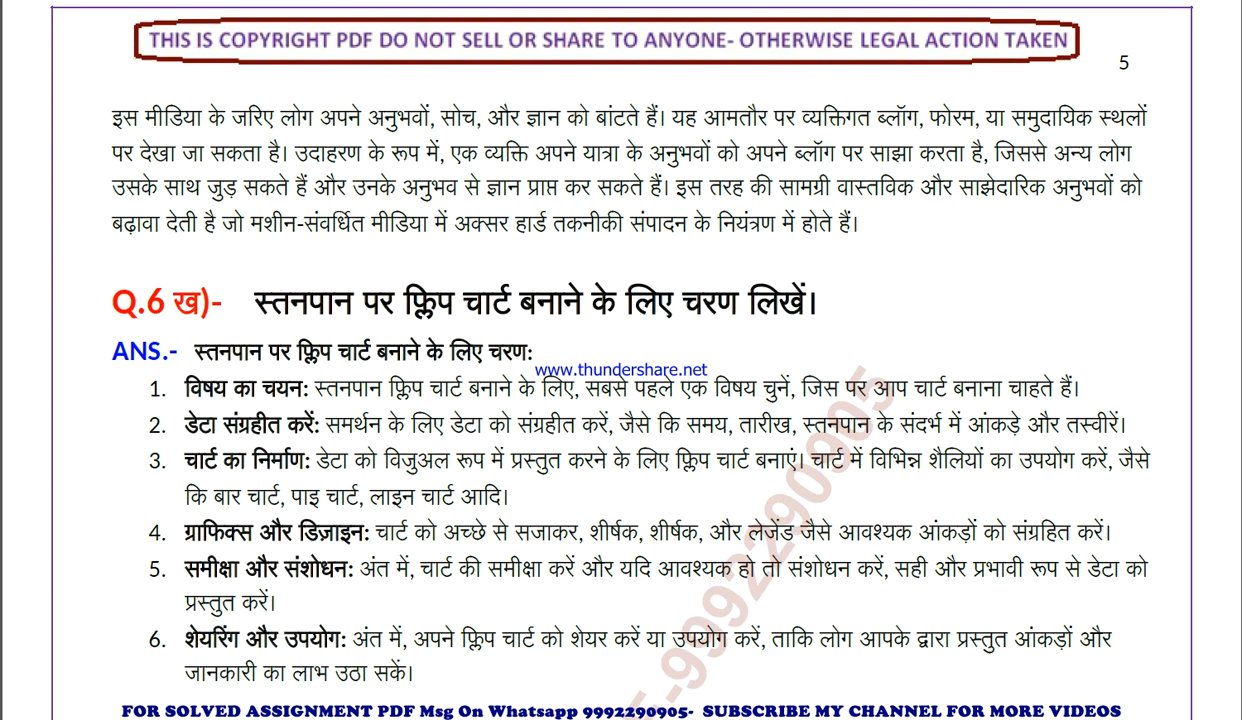 THIS IS COPYRIGHT PDF DO NOT SELL OR SHARE TO ANYONE- OTHERWISE LEGAL ACTION TAKEN
5
इस मीडिया के जरिए लोग अपने अनुभवों, सोच, और ज्ञान को बांटते हैं। यह आमतौर पर व्यक्तिगत ब्लॉग, फोरम, या समुदायिक स्थलों
पर देखा जा सकता है। उदाहरण के रूप में, एक व्यक्ति अपने यात्रा के अनुभवों को अपने ब्लॉग पर साझा करता है, जिससे अन्य लोग
उसके साथ जुड़ सकते हैं और उनके अनुभव से ज्ञान प्राप्त कर सकते हैं। इस तरह की सामग्री वास्तविक और साझेदारिक अनुभवों को
बढ़ावा देती है जो मशीन-संवर्धित मीडिया में अक्सर हार्ड तकनीकी संपादन के नियंत्रण में होते हैं।
Q.6 ख)- स्तनपान पर फ्लिप चार्ट बनाने के लिए चरण लिखें।
ANS.- स्तनपान पर फ़्लिप चार्ट बनाने के लिए चरण:
www.thundershare.net
1. विषय का चयन: स्तनपान फ़्लिप चार्ट बनाने के लिए, सबसे पहले एक विषय चुनें, जिस पर आप चार्ट बनाना चाहते हैं।
2. डेटा संग्रहीत करें: समर्थन के लिए डेटा को संग्रहीत करें, जैसे कि समय, तारीख, स्तनपान के संदर्भ में आंकड़े और तस्वीरें।
3. चार्ट का निर्माण: डेटा को विजुअल रूप में प्रस्तुत करने के लिए फ़्लिप चार्ट बनाएं। चार्ट में विभिन्न शैलियों का उपयोग करें, जैसे
कि बार चार्ट, पाइ चार्ट, लाइन चार्ट आदि।
4. ग्राफिक्स और डिज़ाइन: चार्ट को अच्छे से सजाकर, शीर्षक, शीर्षक, और लेजेंड जैसे आवश्यक आंकड़ों को संग्रहित करें।
5. समीक्षा और संशोधन: अंत में, चार्ट की समीक्षा करें और यदि आवश्यक हो तो संशोधन करें, सही और प्रभावी रूप से डेटा को
प्रस्तुत करें।
6. शेयरिंग और उपयोग: अंत में, अपने फ़्लिप चार्ट को शेयर करें या उपयोग करें, ताकि लोग आपके द्वारा प्रस्तुत आंकड़ों और
जानकारी का लाभ उठा सकें।
-9992290905
FOR SOLVED ASSIGNMENT PDF Msg On Whatsapp 9992290905- SUBSCRIBE MY CHANNEL FOR MORE VIDEOS